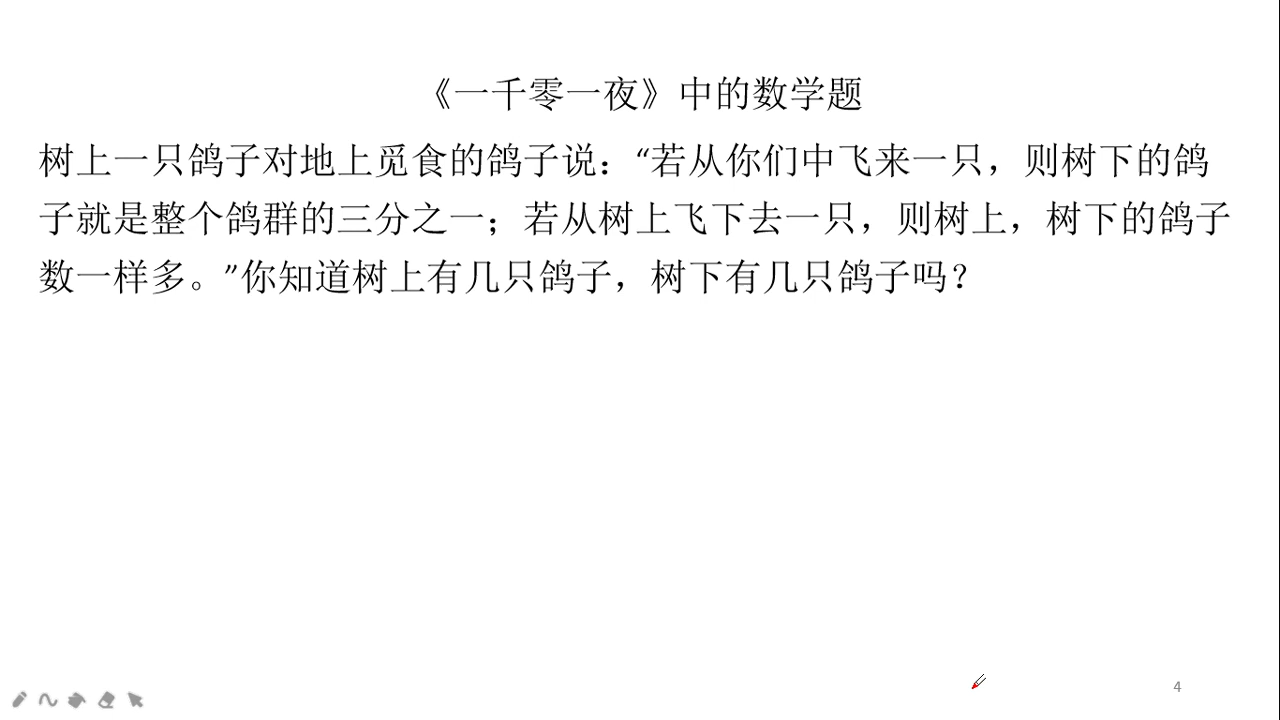 《一千零一夜》中的数学题
树上一只鸽子对地上觅食的鸽子说：“若从你们中飞来一只，则树下的鸽
子就是整个鸽群的三分之一；若从树上飞下去一只，则树上，树下的鸽子
数一样多。”你知道树上有几只鸽子，树下有几只鸽子吗？
4